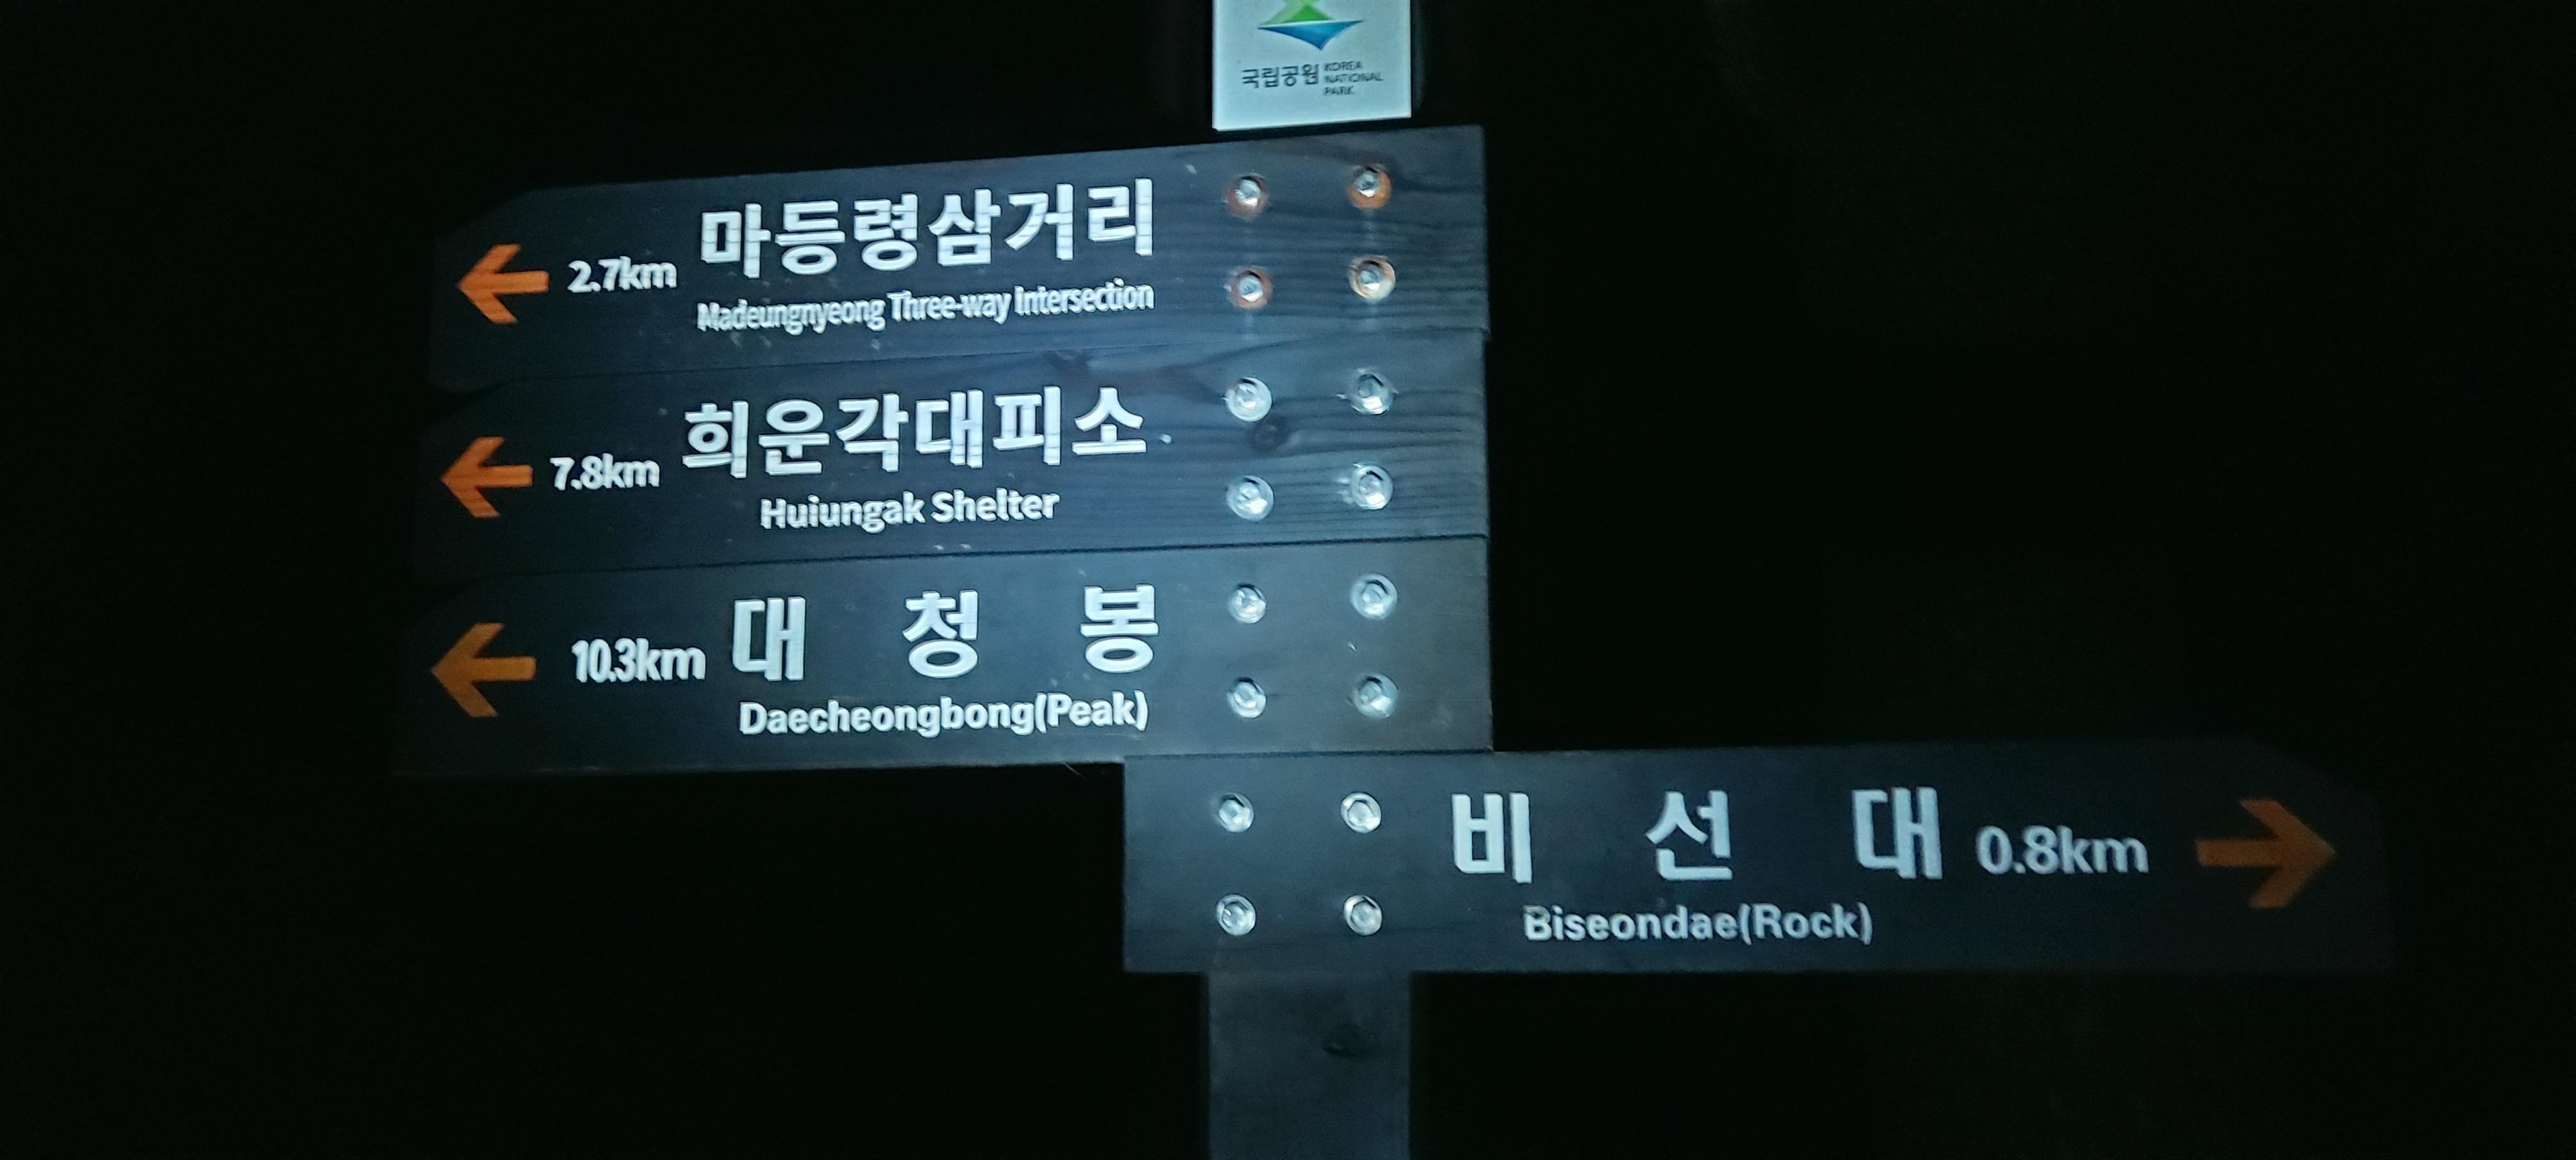 국립공원 KOREA
NATIONAL
PARK
2.7km 마등령삼거리
Madeungnyeong Three-way Intersection
7.8km 희운각대피소
Huiungak Shelter
10.3km 대 청 봉
Daecheongbong(Peak)
비 선 대 0.8km
Biseondae(Rock)